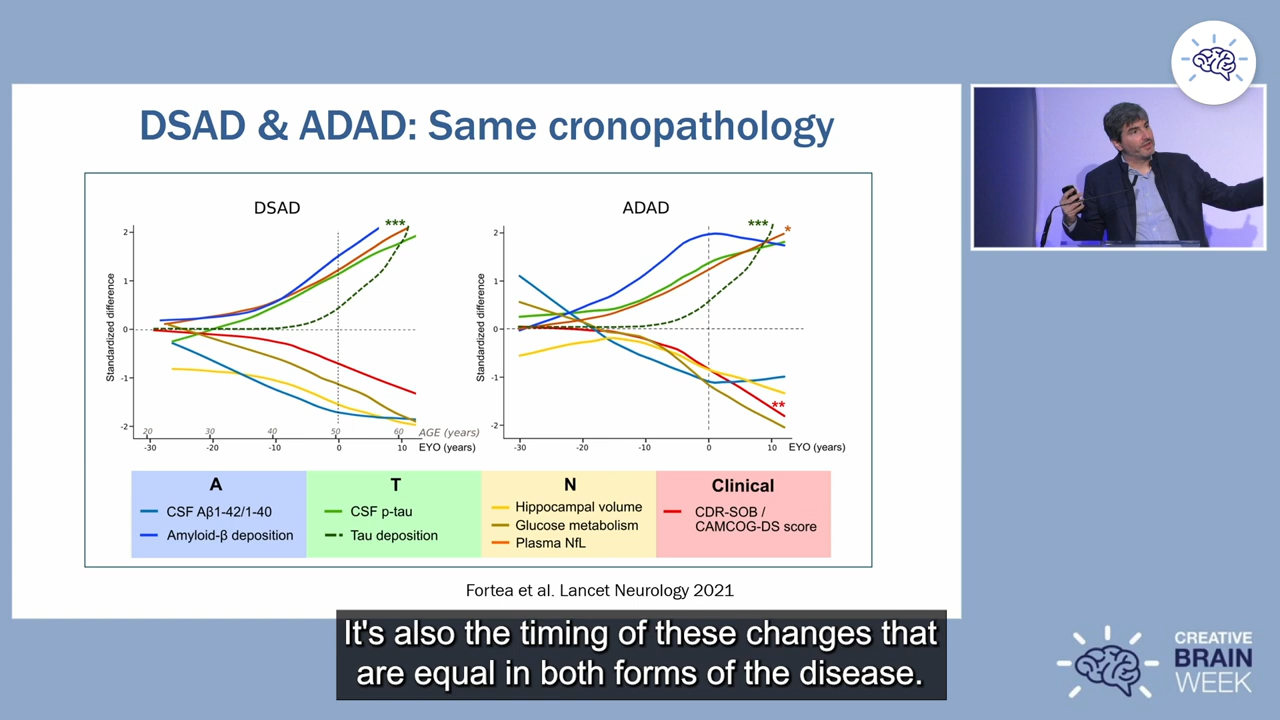 DSAD & ADAD: Same cronopathology
DSAD
***
Standardized difference
2
1
0
-1
-2
20 30 40 50 60 AGE (years)
-30 -20 -10 0 10 EYO (years)
ADAD
*** *
Standardized difference
2
1
0
-1
-2
**
-30 -20 -10 0 10 EYO (years)
A
CSF Aβ1-42/1-40
Amyloid-β deposition
T
CSF p-tau
Tau deposition
N
Hippocampal volume
Glucose metabolism
Plasma NfL
Clinical
CDR-SOB /
CAMCOG-DS score
Fortea et al. Lancet Neurology 2021
It's also the timing of these changes that
are equal in both forms of the disease.
CREATIVE
BRAIN
WEEK